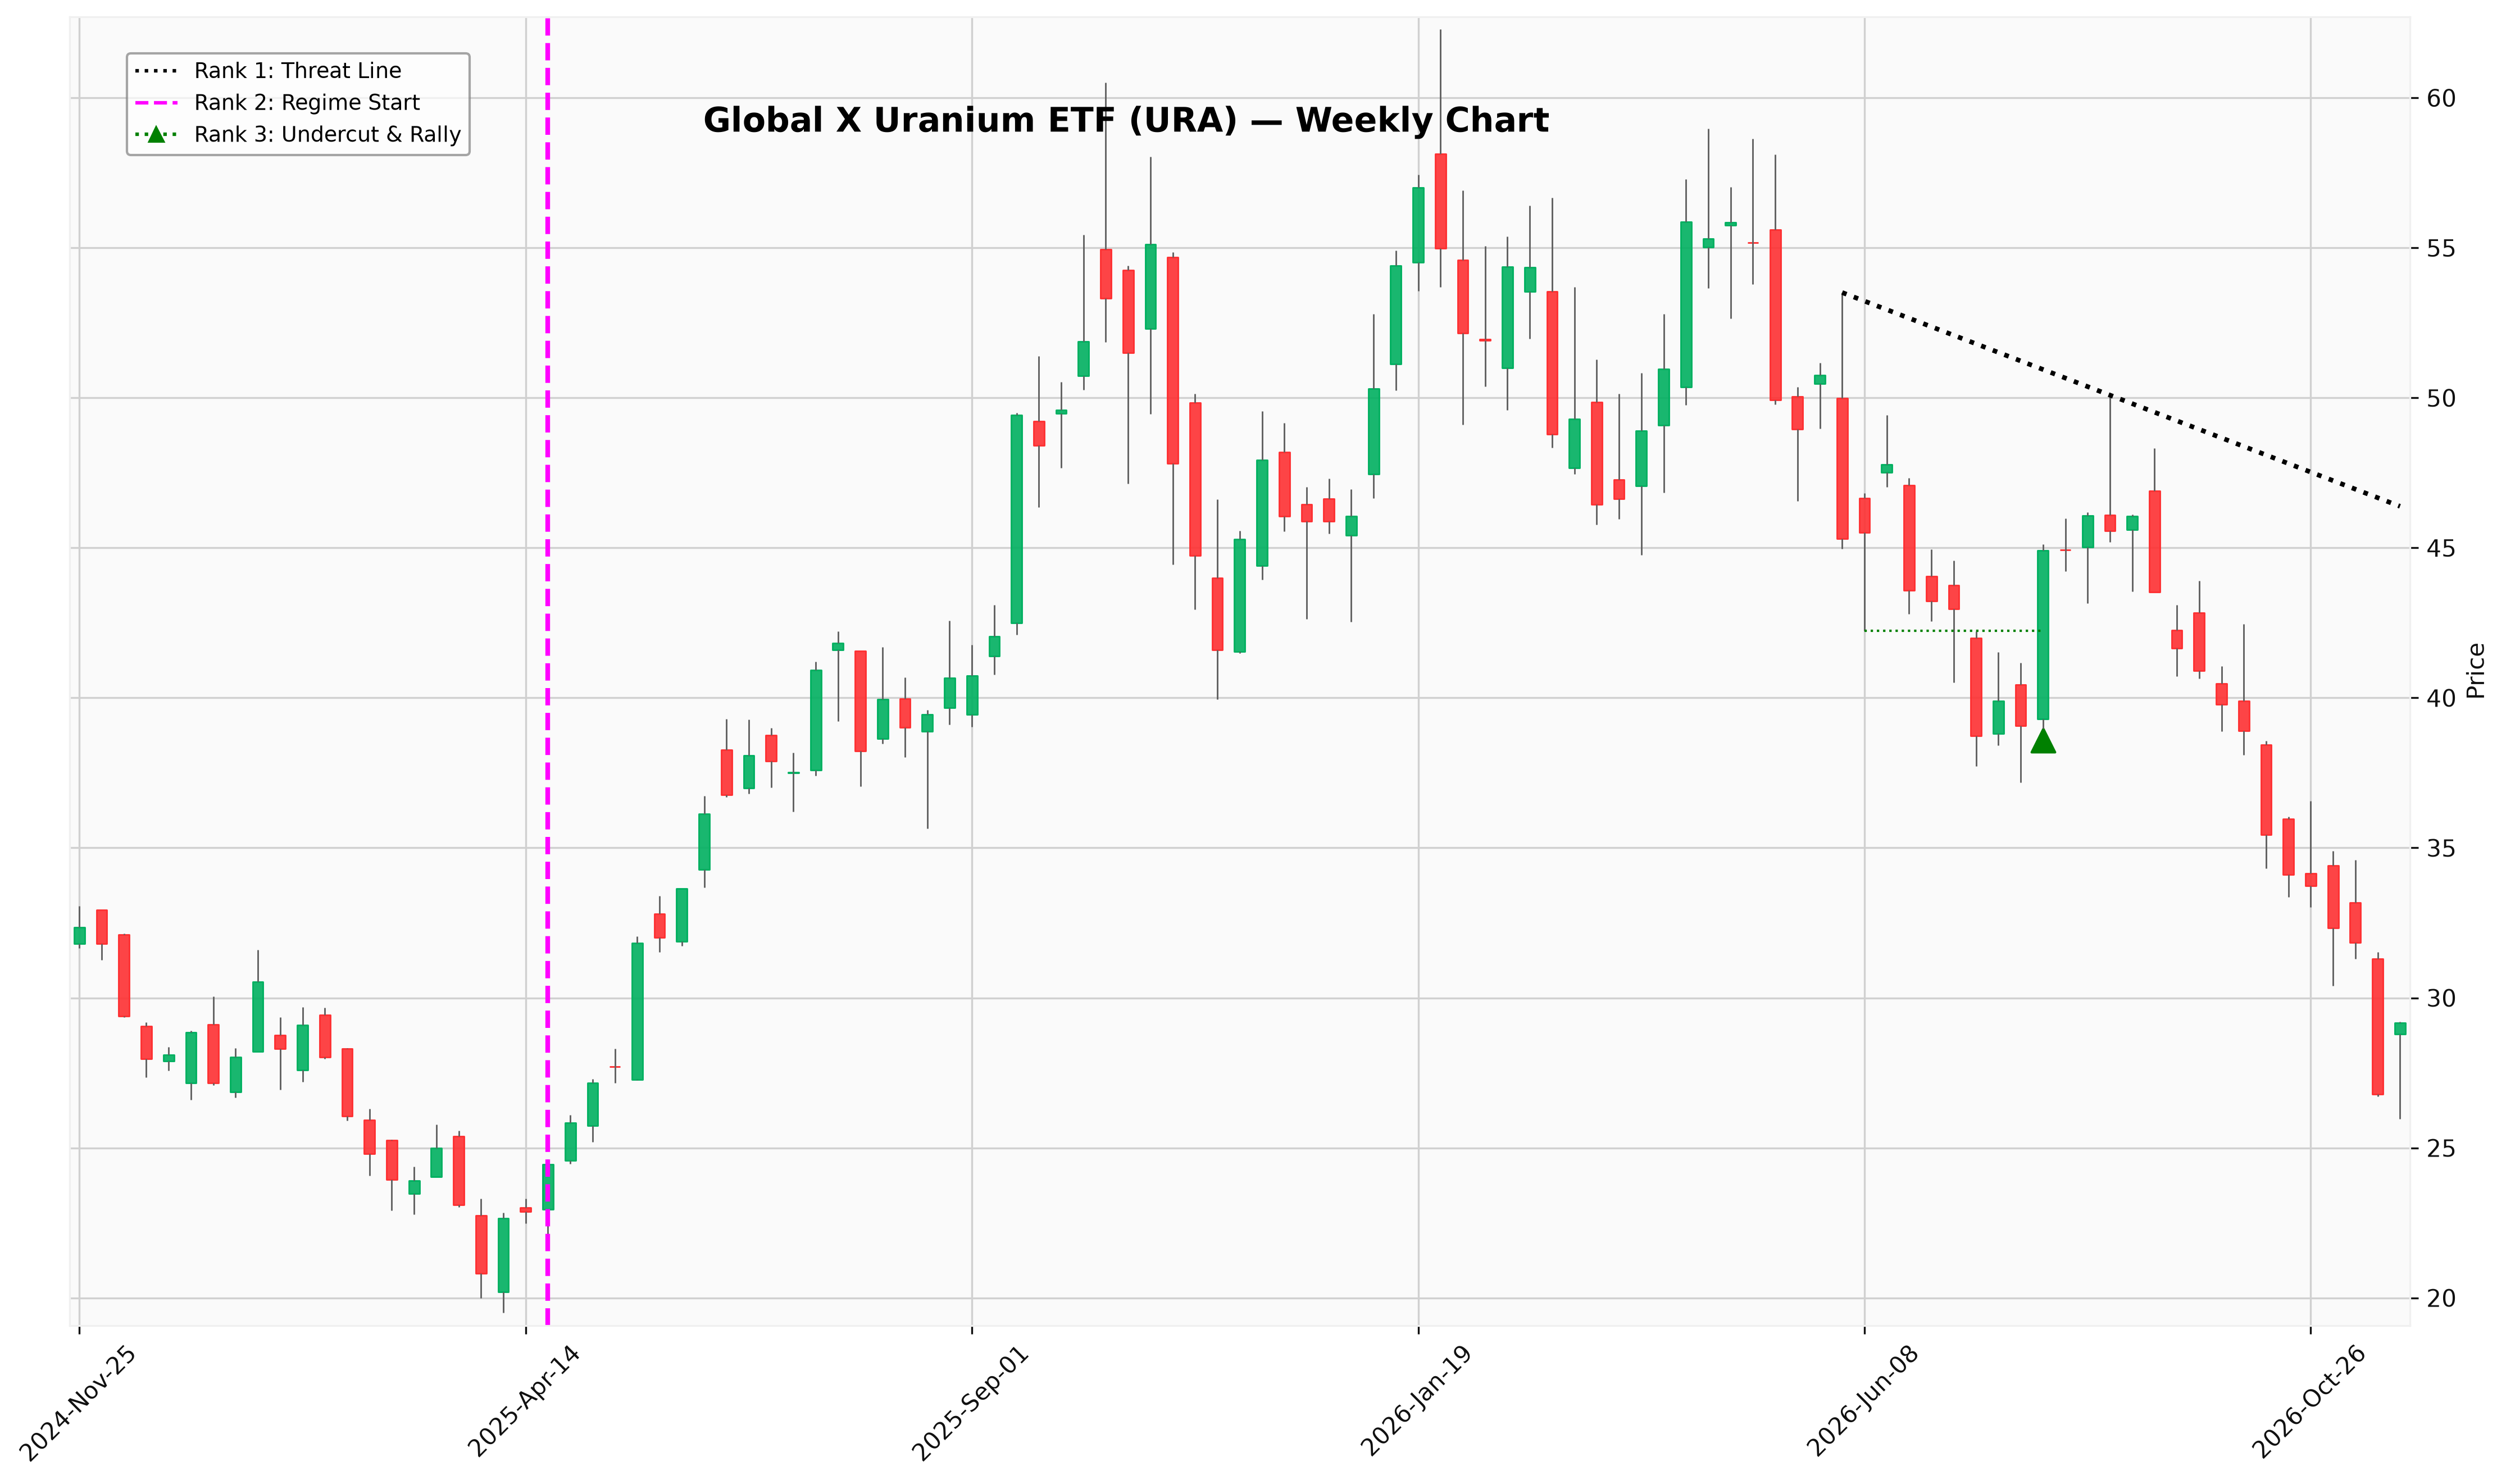 Rank 1: Threat Line
Rank 2: Regime Start
Rank 3: Undercut & Rally
Global X Uranium ETF (URA) — Weekly Chart
60
55
50
45
40
35
30
25
20
Price
2024-Nov-25
2025-Apr-14
2025-Sep-01
2026-Jan-19
2026-Jun-08
2026-Oct-26